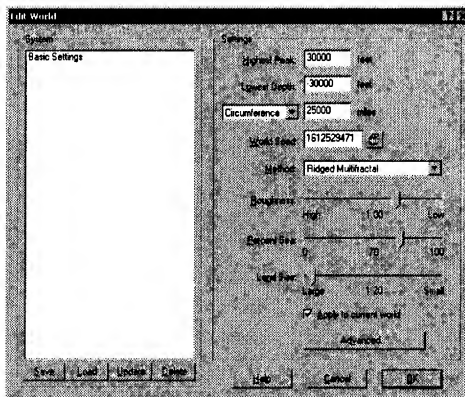 Edit World
System
Basic Settings
Save Load Update Delete
Settings
Highest Peak: 30000 feet
Lowest Depth: -30000 feet
Circumference 25000 miles
World Seed: 1612529471
Method: Ridged Multifractal
Roughness:
High 1.00 Low
Percent Sea:
0 70 100
Land Size:
Large 1.20 Small
Apply to current world
Advanced
Help Cancel OK